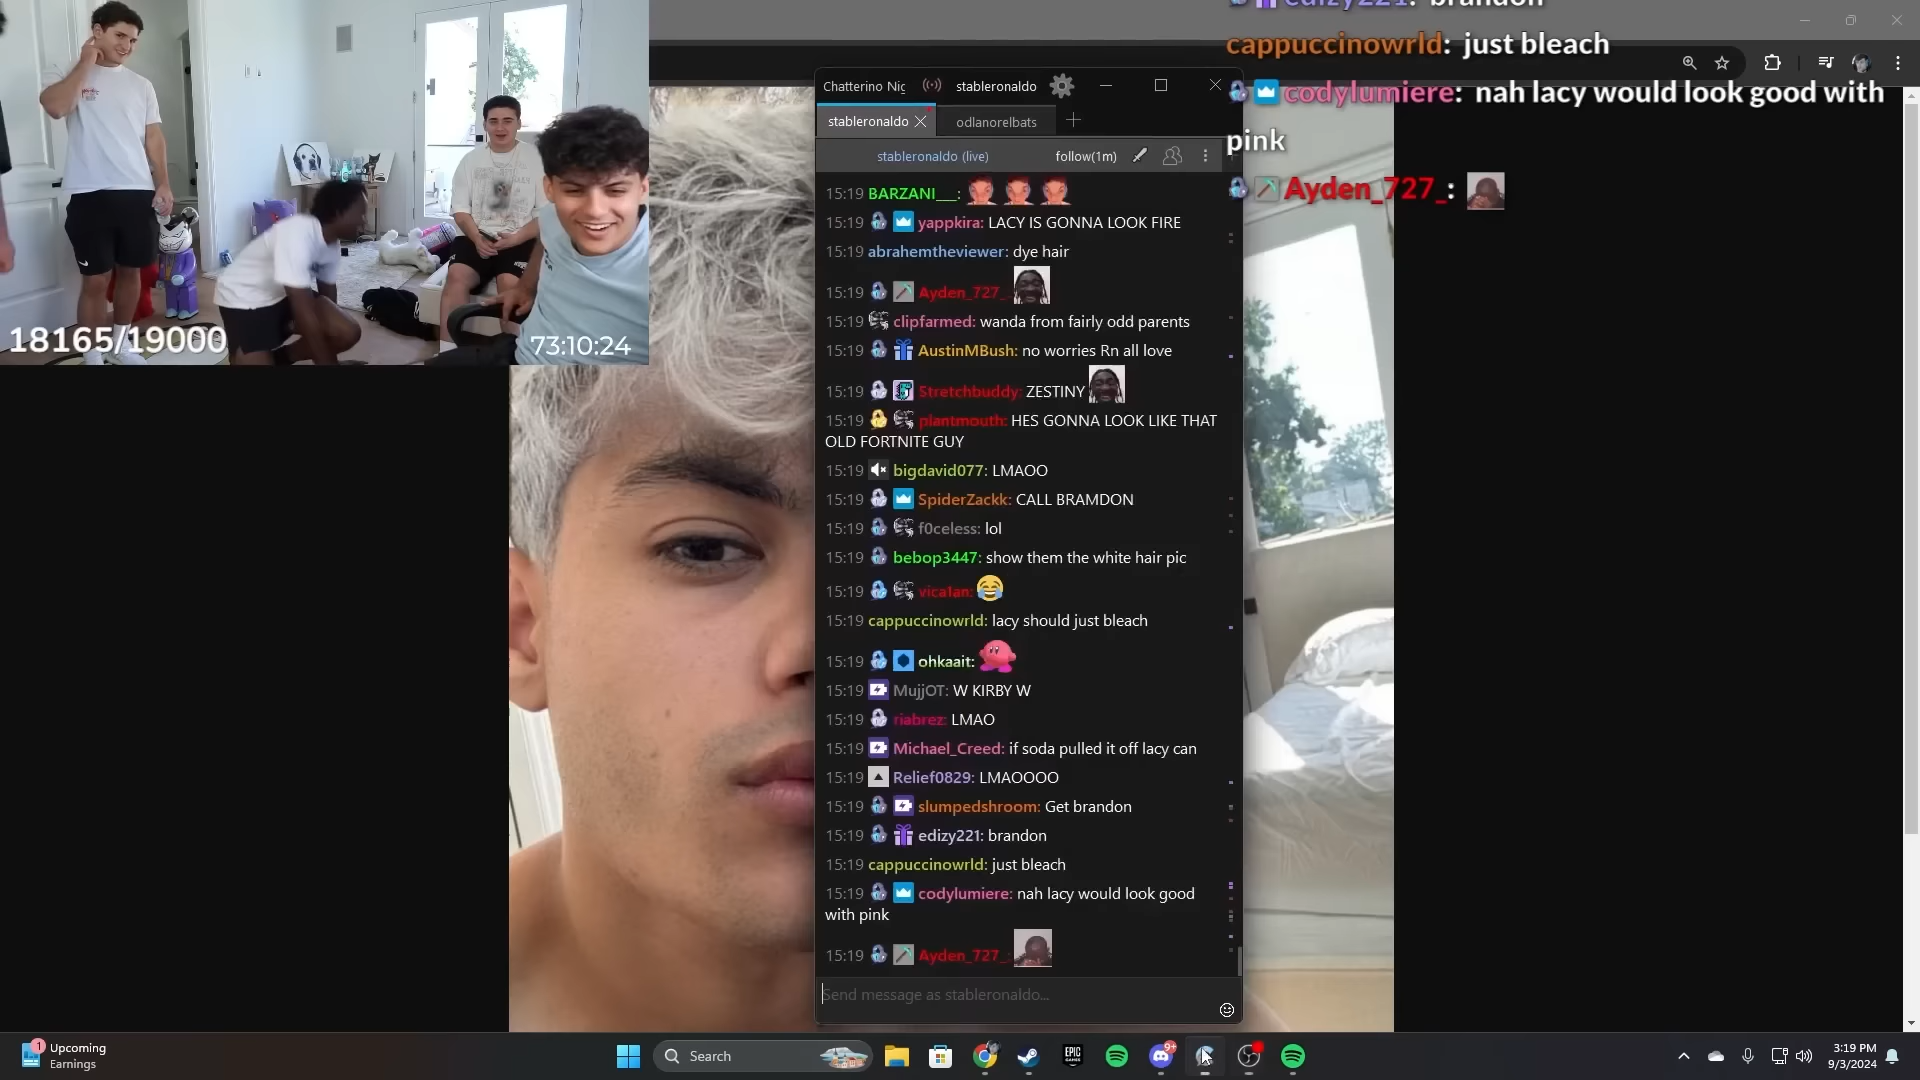 edizy221: brandon
cappuccinowrld: just bleach
codylumiere: nah lacy would look good with
pink
Ayden_727_:
18165/19000
73:10:24
Chatterino Nig
stableronaldo
stableronaldo
odlanorelbats
stableronaldo (live)
follow(1m)
15:19 BARZANI___:
15:19 yappkira: LACY IS GONNA LOOK FIRE
15:19 abrahemtheviewer: dye hair
15:19 Ayden_727_:
15:19 clipfarmed: wanda from fairly odd parents
15:19 AustinMBush: no worries Rn all love
15:19 Stretchbuddy: ZESTINY
15:19 plantmouth: HES GONNA LOOK LIKE THAT
OLD FORTNITE GUY
15:19 bigdavid077: LMAOO
15:19 SpiderZackk: CALL BRAMDON
15:19 f0celess: lol
15:19 bebop3447: show them the white hair pic
15:19 vica1an:
15:19 cappuccinowrld: lacy should just bleach
15:19 ohkaait:
15:19 MujjOT: W KIRBY W
15:19 riabrez: LMAO
15:19 Michael_Creed: if soda pulled it off lacy can
15:19 Relief0829: LMAOOOO
15:19 slumpedshroom: Get brandon
15:19 edizy221: brandon
15:19 cappuccinowrld: just bleach
15:19 codylumiere: nah lacy would look good
with pink
15:19 Ayden_727_:
Send message as stableronaldo...
1
Upcoming
Earnings
Search
EPIC
GAMES
9+
3:19 PM
9/3/2024